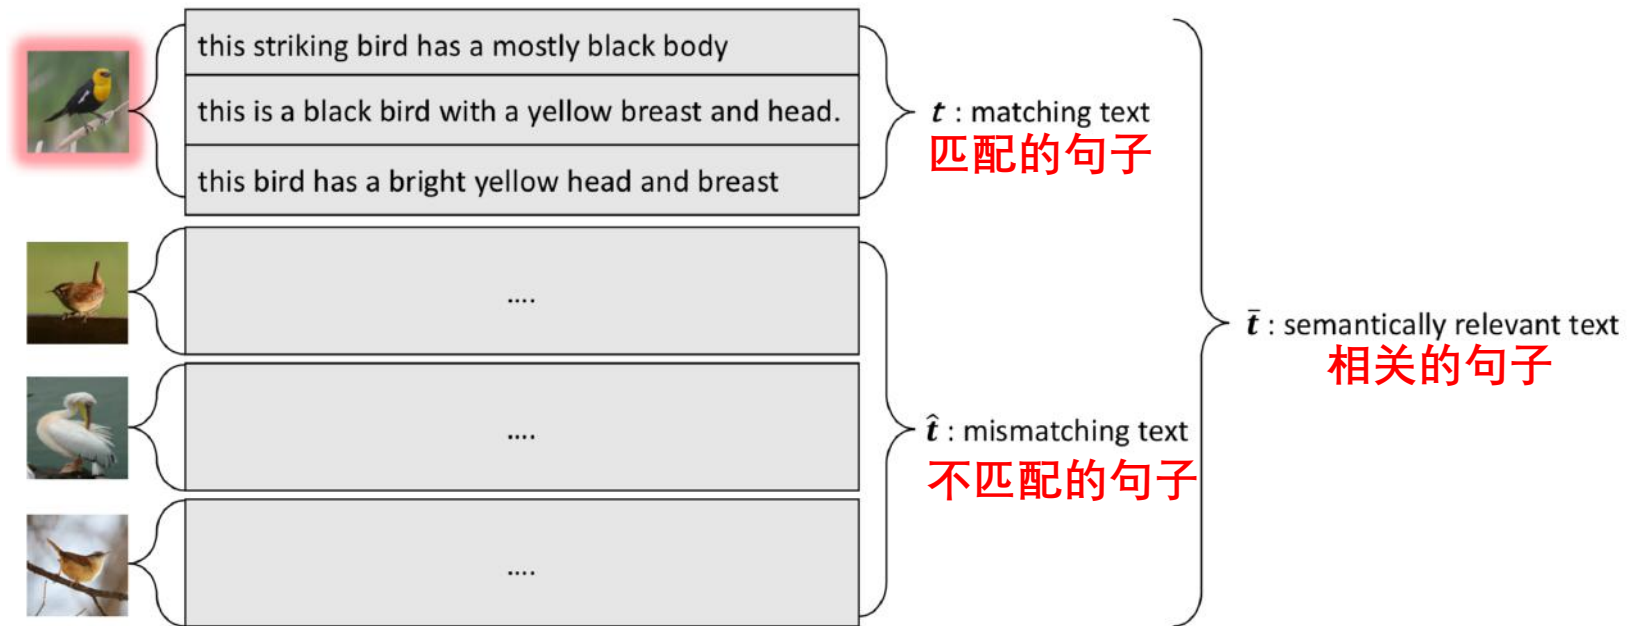 this striking bird has a mostly black body
this is a black bird with a yellow breast and head.
this bird has a bright yellow head and breast
t : matching text
匹配的句子
....
....
....
t̂ : mismatching text
不匹配的句子
t̄ : semantically relevant text
相关的句子